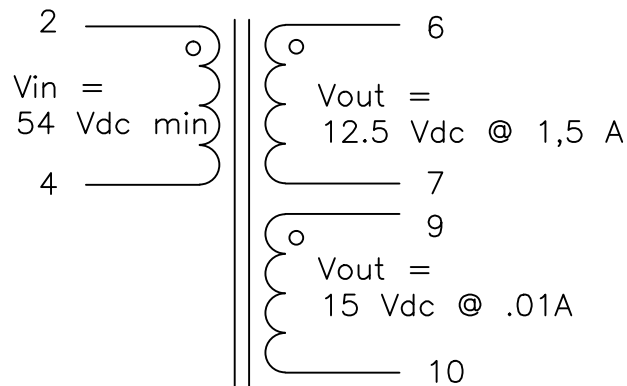 2
Vin =
54 Vdc min
4
6
Vout =
12.5 Vdc @ 1,5 A
7
9
Vout =
15 Vdc @ .01A
10